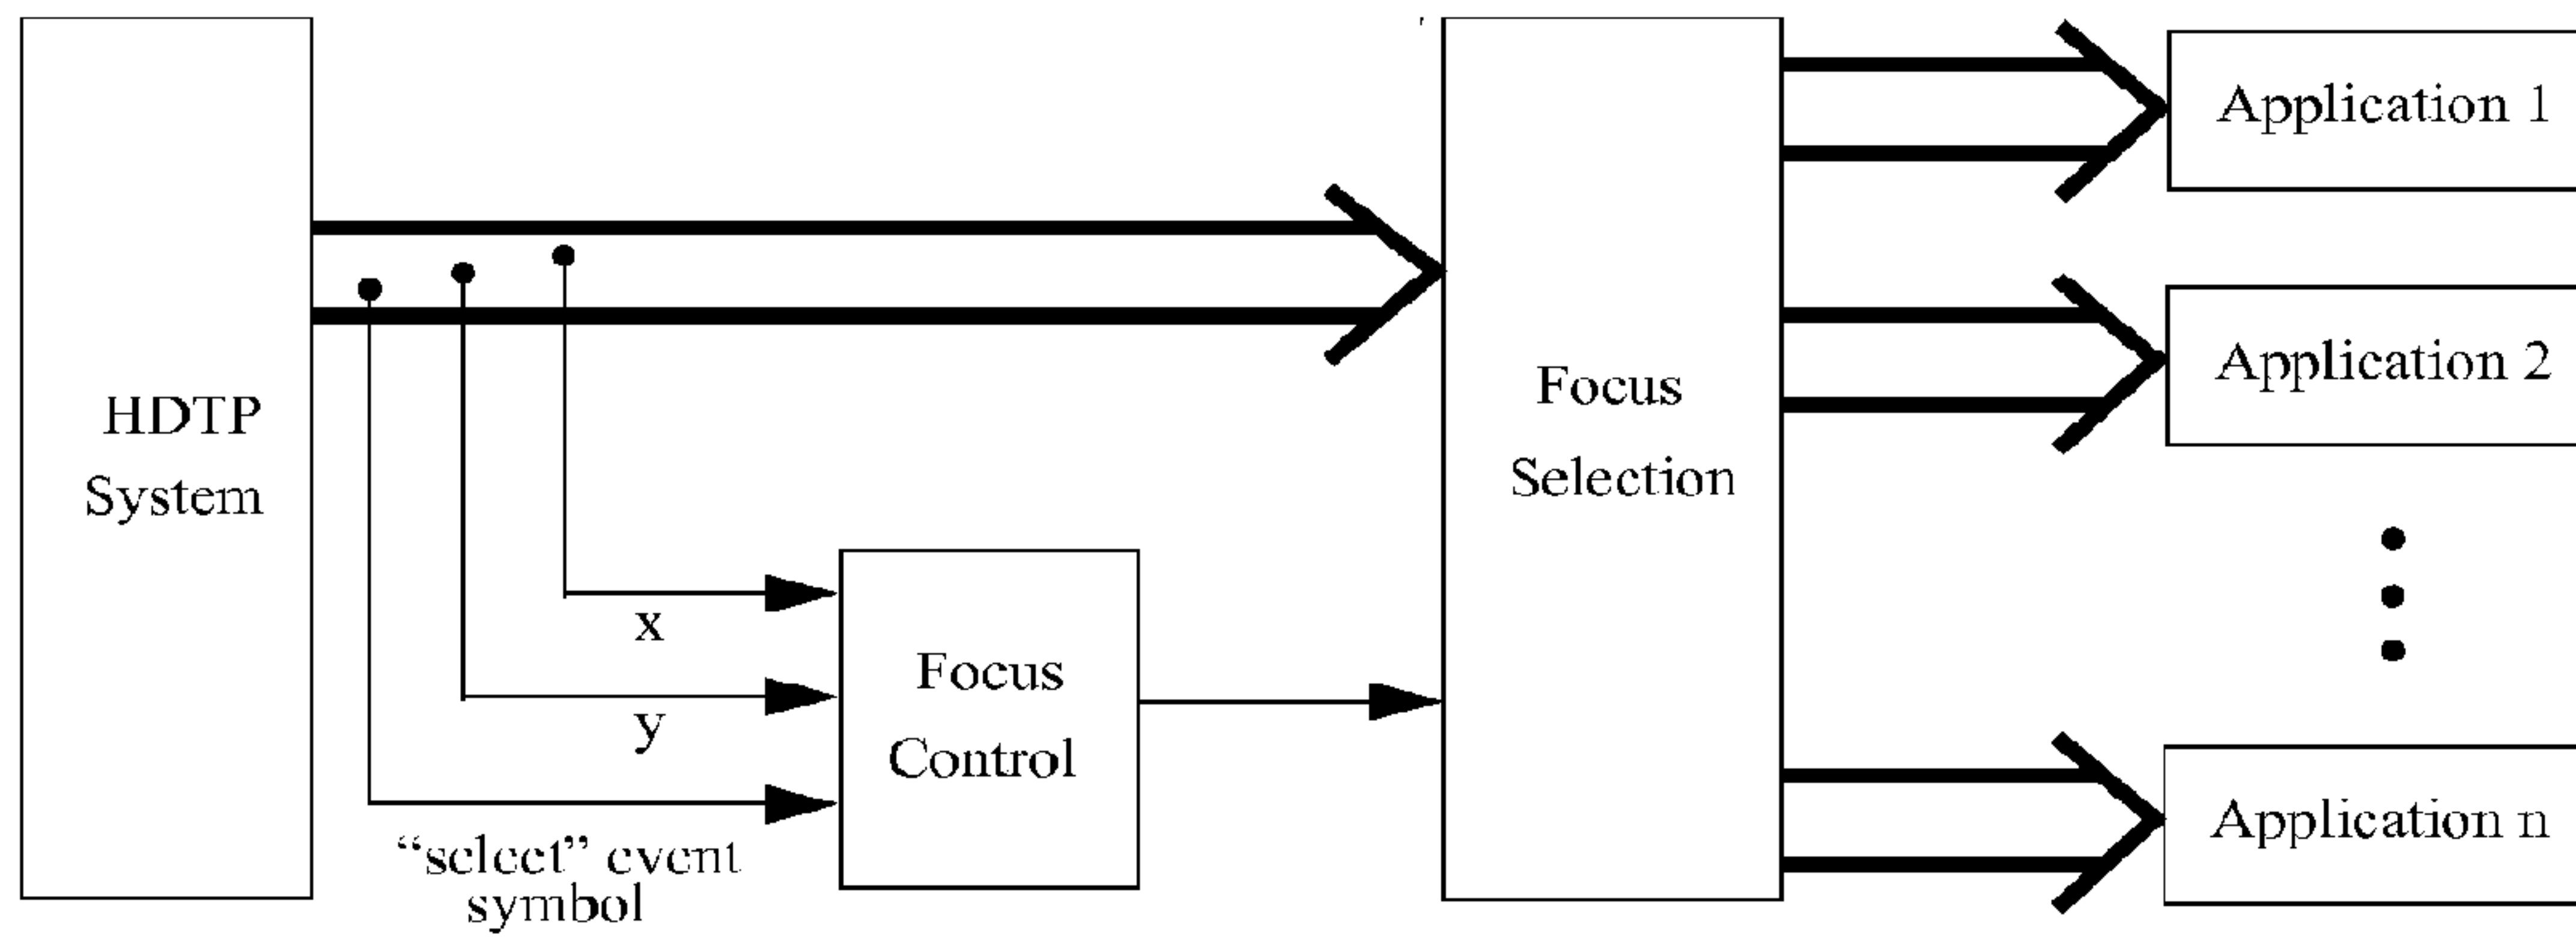 HDTP
System
x
y
“select” event
symbol
Focus
Control
Focus
Selection
Application 1
Application 2
Application n